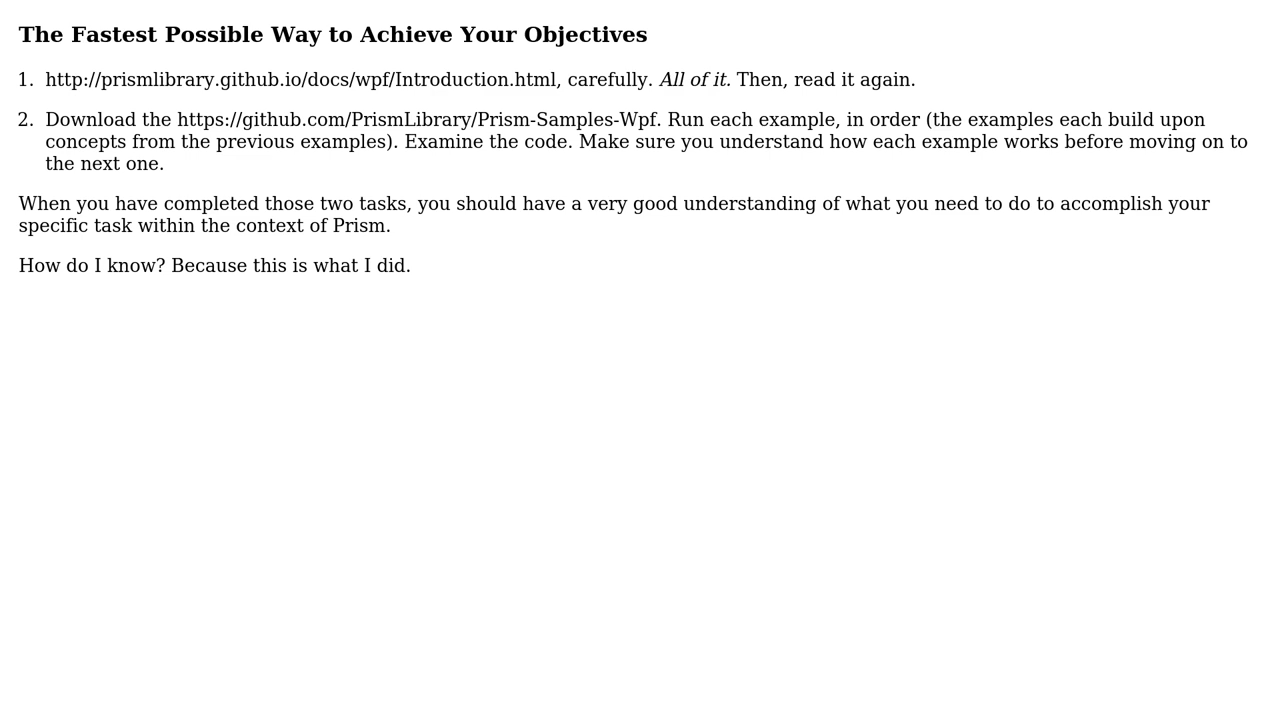 The Fastest Possible Way to Achieve Your Objectives
1. http://prismlibrary.github.io/docs/wpf/Introduction.html, carefully. All of it. Then, read it again.
2. Download the https://github.com/PrismLibrary/Prism-Samples-Wpf. Run each example, in order (the examples each build upon
concepts from the previous examples). Examine the code. Make sure you understand how each example works before moving on to
the next one.
When you have completed those two tasks, you should have a very good understanding of what you need to do to accomplish your
specific task within the context of Prism.
How do I know? Because this is what I did.